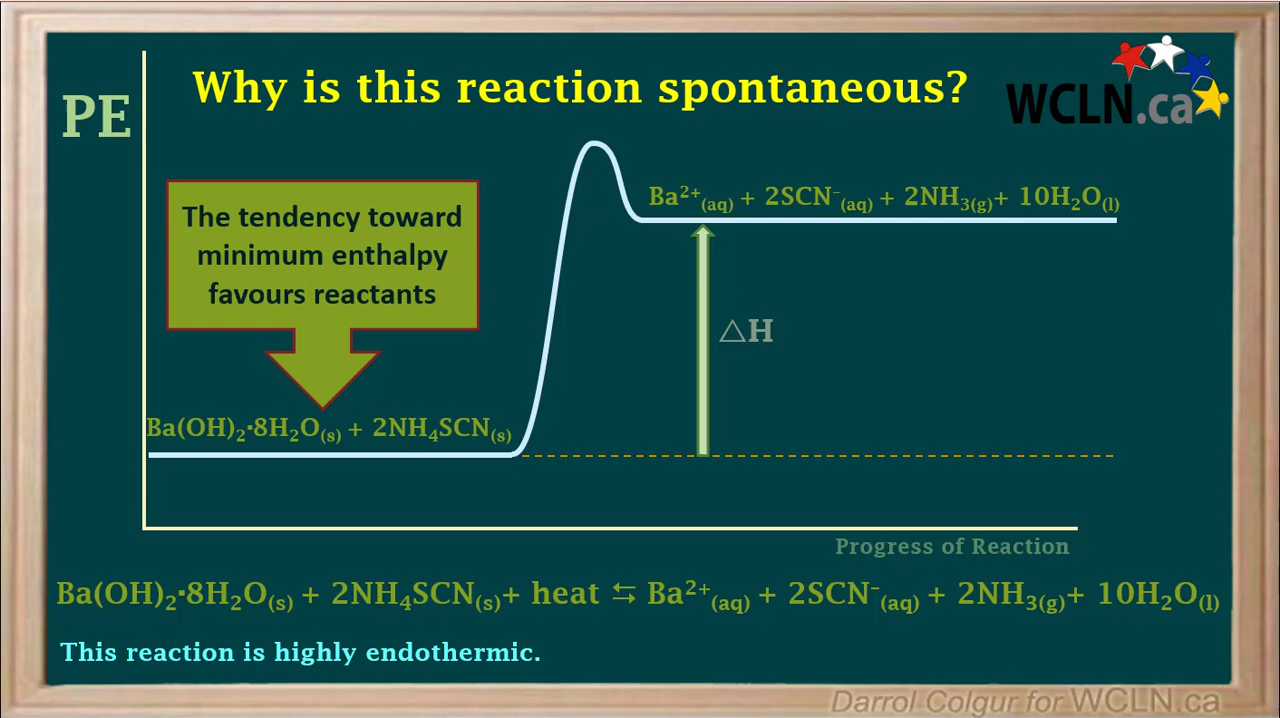 Why is this reaction spontaneous?
WCLN.ca
PE
The tendency toward
minimum enthalpy
favours reactants
Ba²⁺(aq) + 2SCN⁻(aq) + 2NH₃(g)+ 10H₂O(l)
△H
Ba(OH)₂·8H₂O(s) + 2NH₄SCN(s)
Progress of Reaction
Ba(OH)₂·8H₂O(s) + 2NH₄SCN(s)+ heat ⇆ Ba²⁺(aq) + 2SCN⁻(aq) + 2NH₃(g)+ 10H₂O(l)
This reaction is highly endothermic.
Darrol Colgur for WCLN.ca